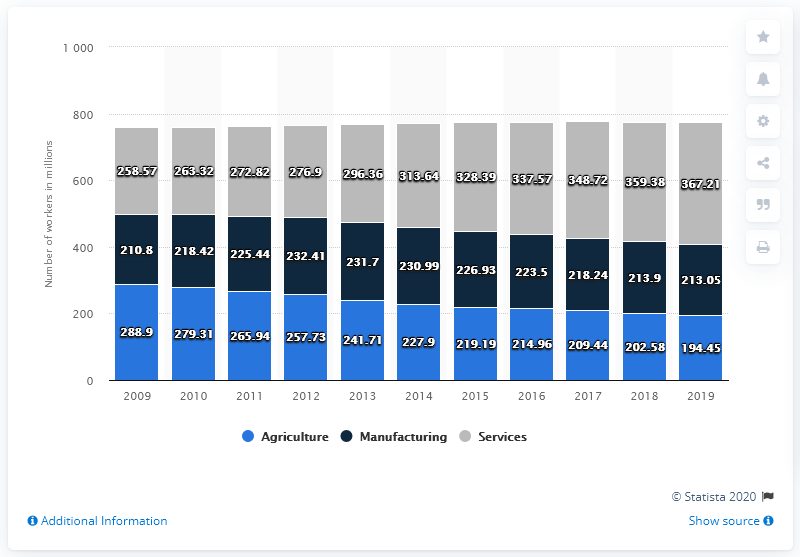 Number of workers in millions
1 000
800
600
400
200
0
258.57 263.32 272.82 276.9 296.36 313.64 328.39 337.57 348.72 359.38 367.21
210.8 218.42 225.44 232.41 231.7 230.99 226.93 223.5 218.24 213.9 213.05
288.9 279.31 265.94 257.73 241.71 227.9 219.19 214.96 209.44 202.58 194.45
2009 2010 2011 2012 2013 2014 2015 2016 2017 2018 2019
Agriculture Manufacturing Services
© Statista 2020
Additional Information Show source